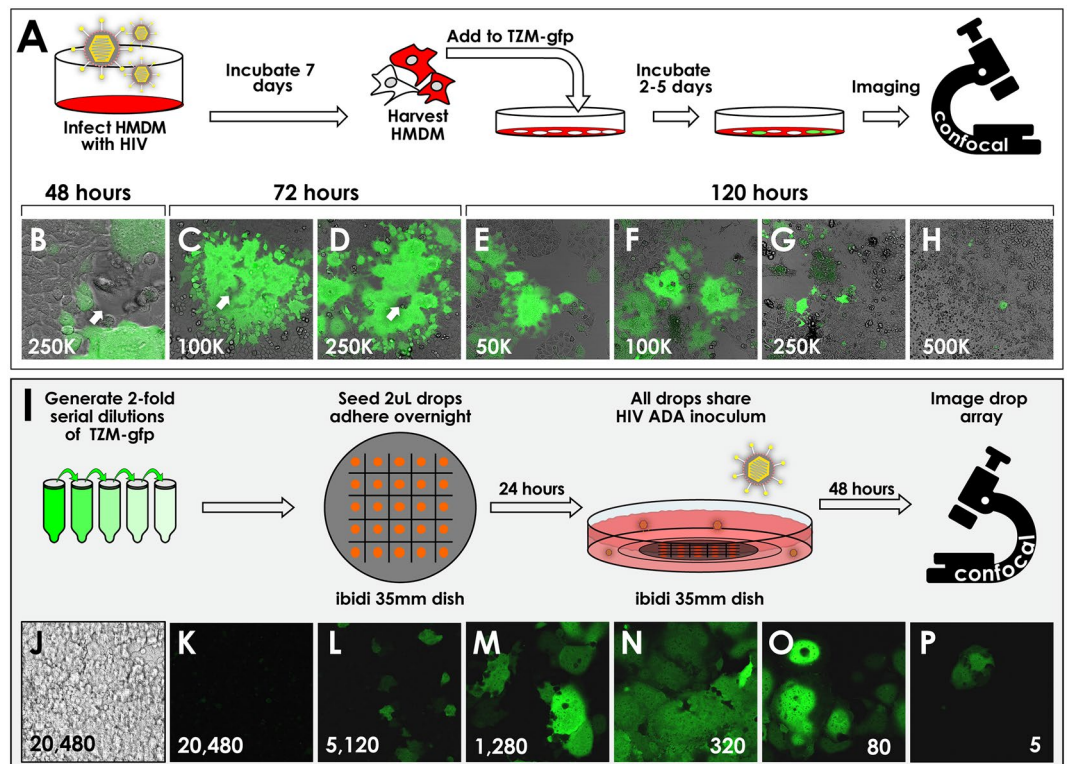 A
Infect HMDM
with HIV
Incubate 7
days
Harvest
HMDM
Add to TZM-gfp
Incubate
2-5 days
Imaging
confocal
48 hours
72 hours
120 hours
B
250K
C
100K
D
250K
E
50K
F
100K
G
250K
H
500K
I
Generate 2-fold
serial dilutions
of TZM-gfp
Seed 2uL drops
adhere overnight
ibidi 35mm dish
24 hours
All drops share
HIV ADA inoculum
ibidi 35mm dish
48 hours
Image drop
array
confocal
J
20,480
K
20,480
L
5,120
M
1,280
N
320
O
80
P
5